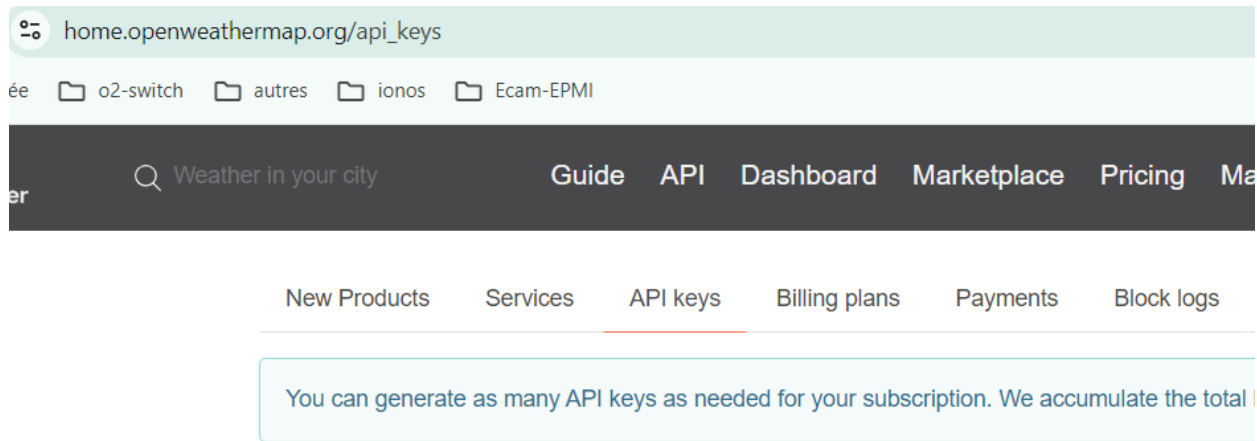 home.openweathermap.org/api_keys
ée o2-switch autres ionos Ecam-EPMI
er Weather in your city Guide API Dashboard Marketplace Pricing Ma
New Products Services API keys Billing plans Payments Block logs
You can generate as many API keys as needed for your subscription. We accumulate the total